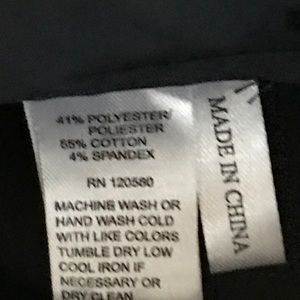 41% POLYESTER/
POLIESTER
55% COTTON
4% SPANDEX
RN 120560
MACHINE WASH OR
HAND WASH COLD
WITH LIKE COLORS
TUMBLE DRY LOW
COOL IRON IF
NECESSARY OR
DRY CLEAN
MADE IN CHINA